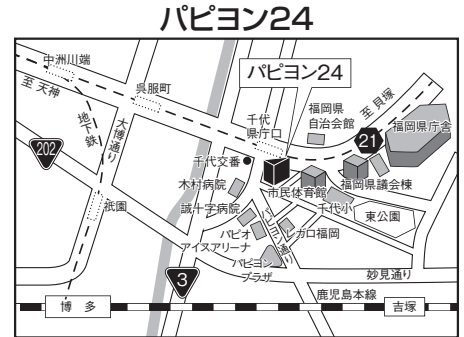 パピヨン24
中洲川端
至 天神
呉服町
パピヨン24
千代
県庁口
福岡県
自治会館
至 貝塚
福岡県庁舎
21
地下鉄
大博通り
202
千代交番
木村病院
市民体育館
福岡県議会棟
祇園
誠十字病院
千代小
東公園
パピヨン通り
レガロ福岡
パピオ
アイスアリーナ
パピヨン
プラザ
妙見通り
3
鹿児島本線
博 多
吉塚